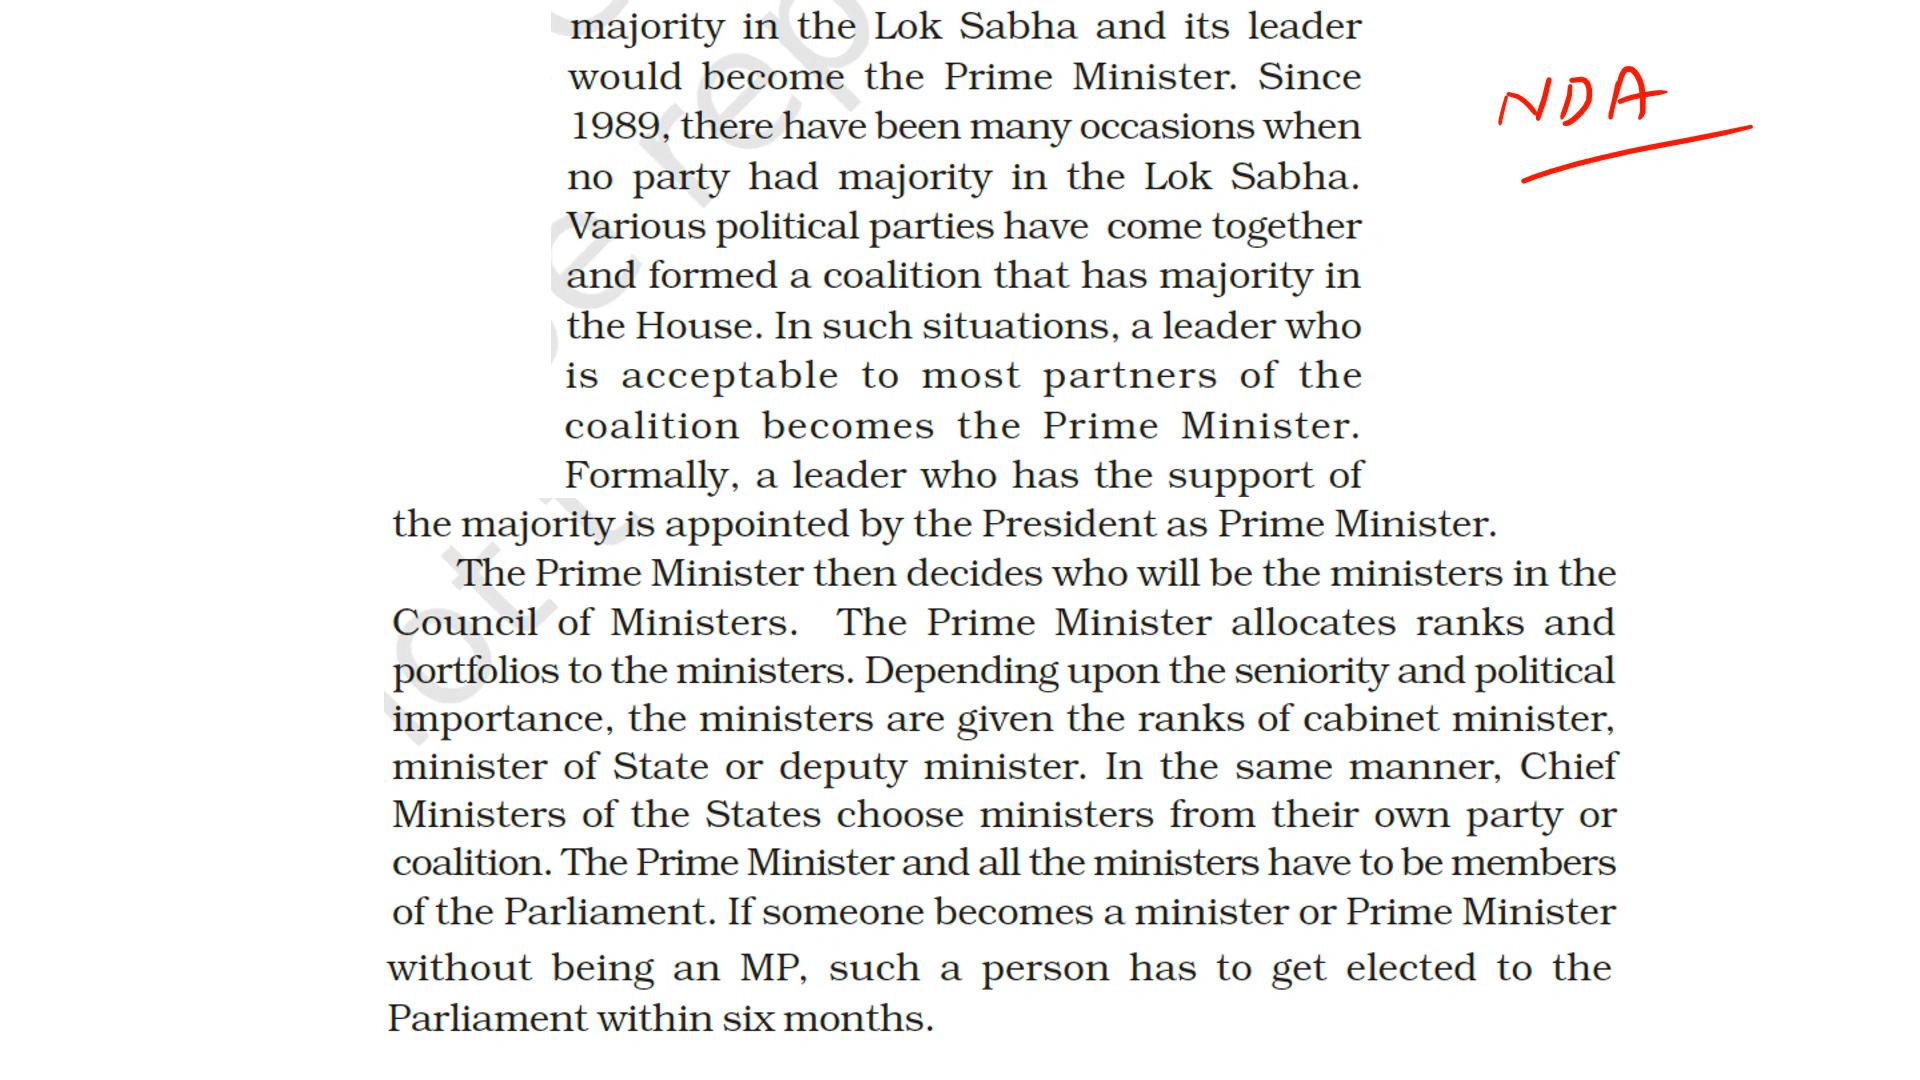 majority in the Lok Sabha and its leader
would become the Prime Minister. Since
1989, there have been many occasions when
no party had majority in the Lok Sabha.
Various political parties have come together
and formed a coalition that has majority in
the House. In such situations, a leader who
is acceptable to most partners of the
coalition becomes the Prime Minister.
Formally, a leader who has the support of
the majority is appointed by the President as Prime Minister.
The Prime Minister then decides who will be the ministers in the
Council of Ministers. The Prime Minister allocates ranks and
portfolios to the ministers. Depending upon the seniority and political
importance, the ministers are given the ranks of cabinet minister,
minister of State or deputy minister. In the same manner, Chief
Ministers of the States choose ministers from their own party or
coalition. The Prime Minister and all the ministers have to be members
of the Parliament. If someone becomes a minister or Prime Minister
without being an MP, such a person has to get elected to the
Parliament within six months.
NDA